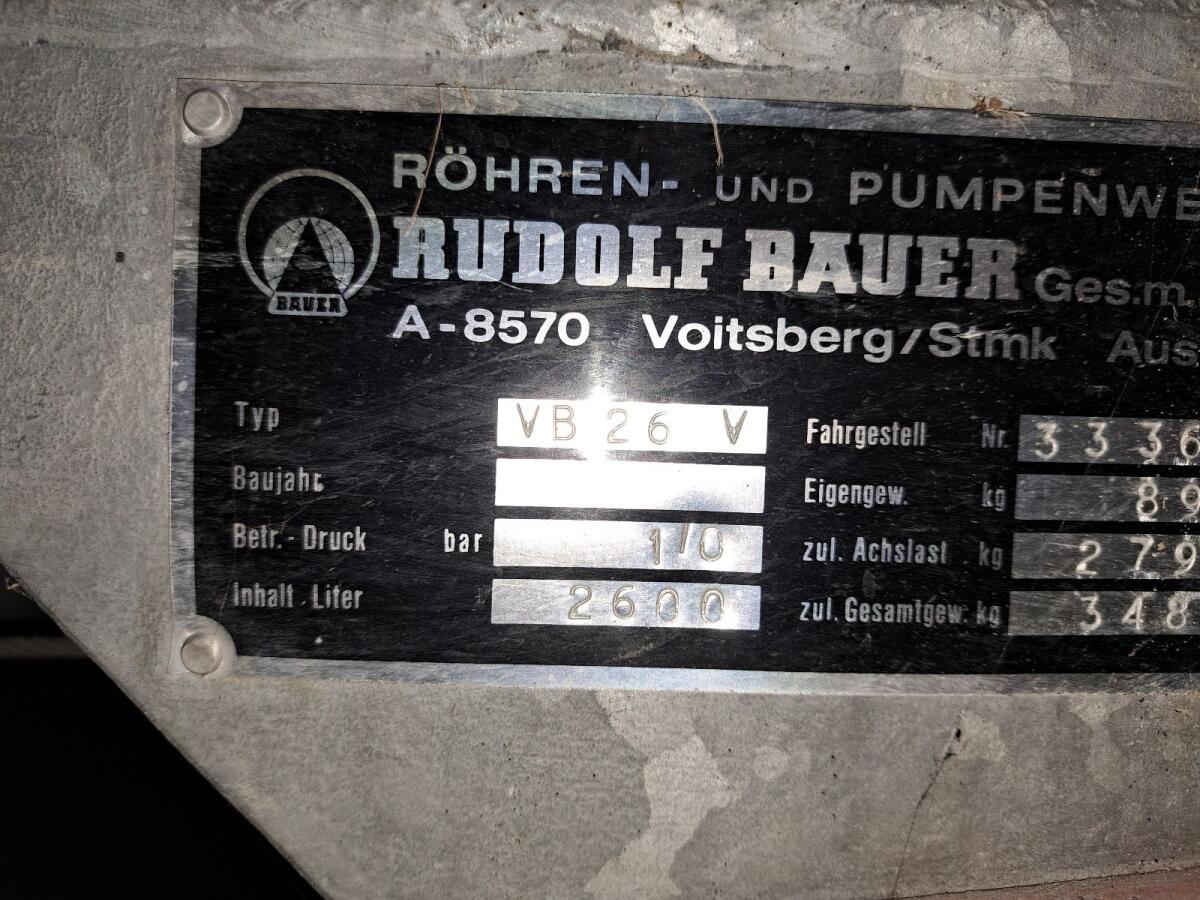 RÖHREN- UND PUMPENWE
RUDOLF BAUER Ges.m.
BAUER
A-8570 Voitsberg/Stmk Aus
Typ VB 26 V Fahrgestell Nr. 3336
Baujahr Eigengew. kg 89
Betr.-Druck bar 1/0 zul. Achslast kg 279
Inhalt Liter 2600 zul. Gesamtgew. kg 348